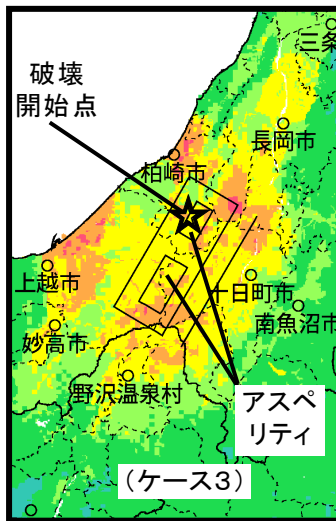 三条
破壊
開始点
長岡市
柏崎市
上越市
十日町市
南魚沼市
妙高市
野沢温泉村
アスペ
リティ
（ケース３）